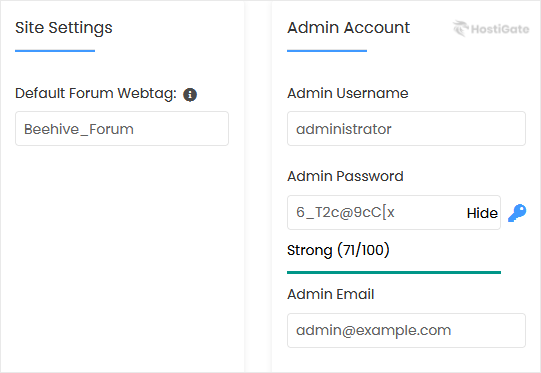 Site Settings
Default Forum Webtag:
Beehive_Forum
Admin Account
HostiGate
Admin Username
administrator
Admin Password
6_T2c@9cC[x
Hide
Strong (71/100)
Admin Email
admin@example.com